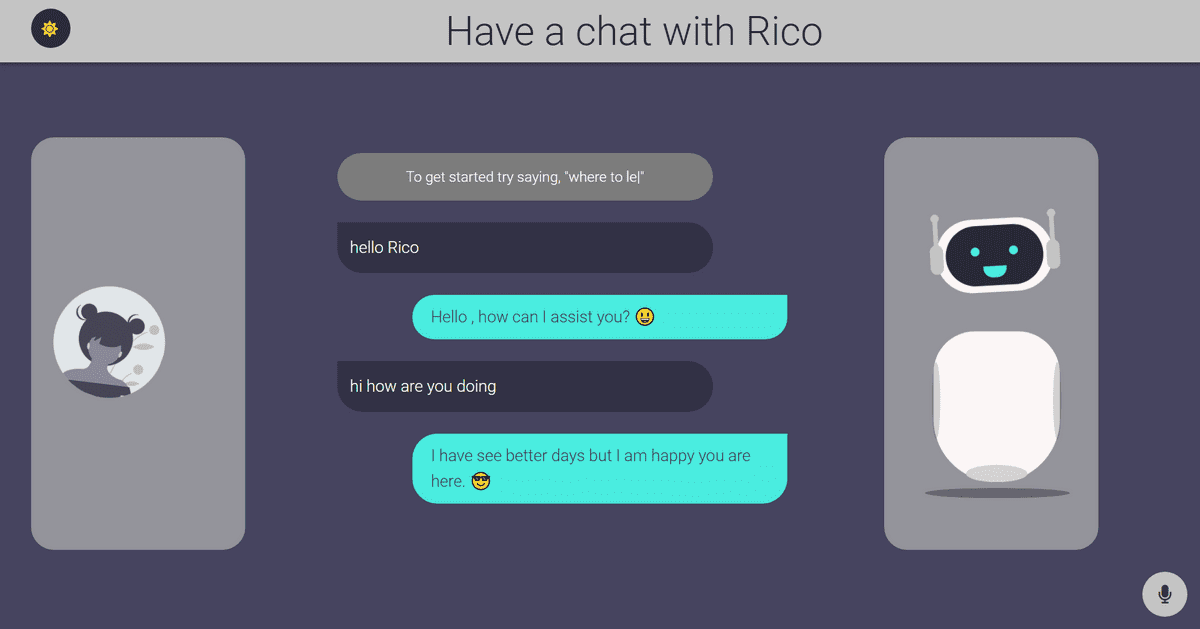 Have a chat with Rico
To get started try saying, "where to le|"
hello Rico
Hello , how can I assist you? 😃
hi how are you doing
I have see better days but I am happy you are
here. 😎